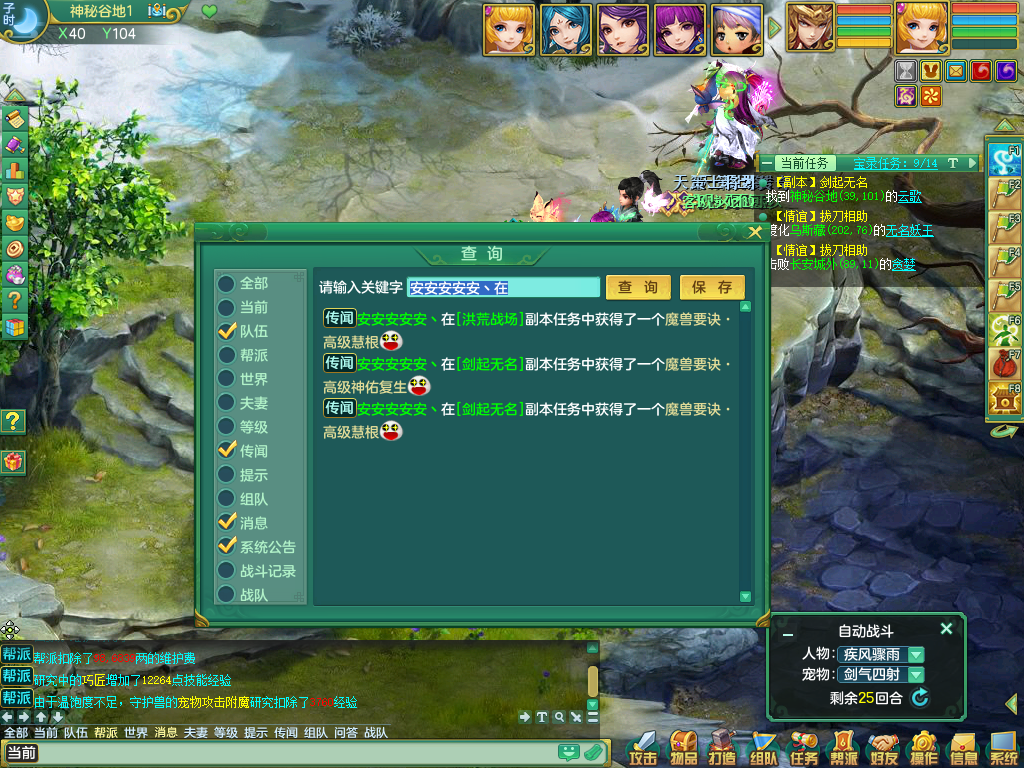 子时
神秘谷地1
X40 Y104
当前任务 宝录任务: 9/14 T
【副本】剑起无名
找到神秘谷地(39,101)的云歌
【情谊】拔刀相助
度化乌斯藏(202,76)的无名妖王
【情谊】拔刀相助
击败长安城外(89,11)的贪婪
F1
F2
F3
F4
F5
F6
F7
F8
查询
全部
当前
队伍
帮派
世界
夫妻
等级
传闻
提示
组队
消息
系统公告
战斗记录
战队
请输入关键字 安安安安安丶在 查询 保存
传闻 安安安安安丶在[洪荒战场]副本任务中获得了一个魔兽要诀·
高级慧根
传闻 安安安安安丶在[剑起无名]副本任务中获得了一个魔兽要诀·
高级神佑复生
传闻 安安安安安丶在[剑起无名]副本任务中获得了一个魔兽要诀·
高级慧根
自动战斗
人物: 疾风骤雨
宠物: 剑气四射
剩余25回合
帮派 帮派扣除了两的维护费
帮派 研究中的巧匠增加了12264点技能经验
帮派 由于温饱度不足，守护兽的宠物攻击附魔研究扣除了经验
全部 当前 队伍 帮派 世界 消息 夫妻 等级 提示 传闻 组队 问答 战队
当前
攻击 物品 打造 组队 任务 帮派 好友 操作 信息 系统